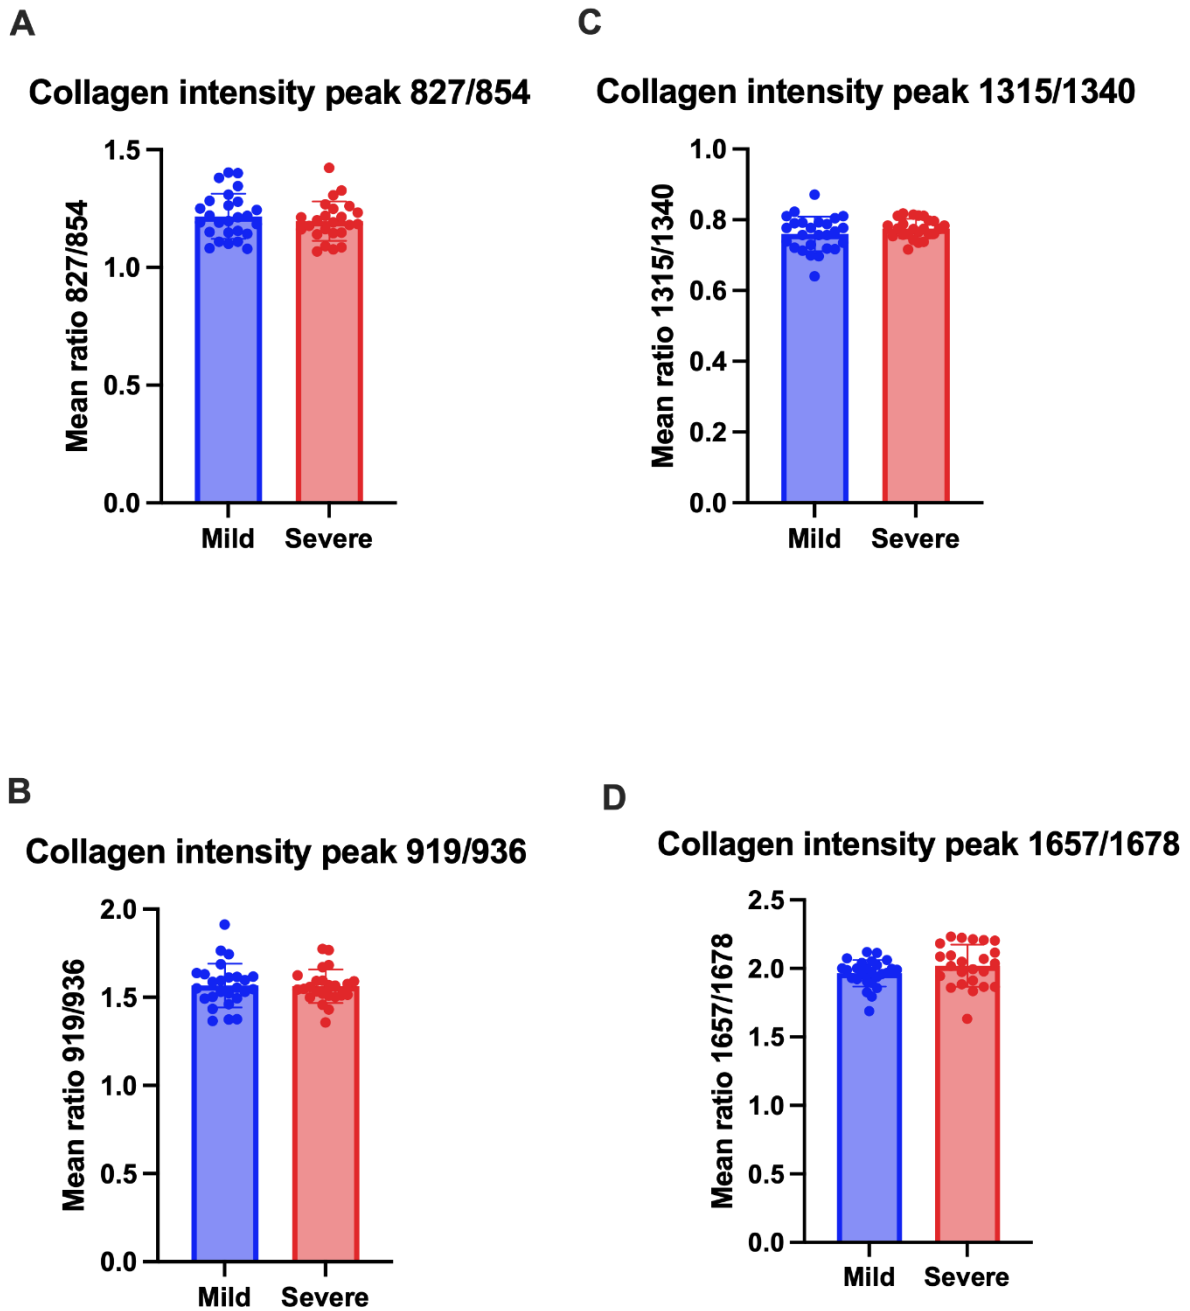 A
Collagen intensity peak 827/854
Mean ratio 827/854
1.5
1.0
0.5
0.0
Mild Severe
C
Collagen intensity peak 1315/1340
Mean ratio 1315/1340
1.0
0.8
0.6
0.4
0.2
0.0
Mild Severe
B
Collagen intensity peak 919/936
Mean ratio 919/936
2.0
1.5
1.0
0.5
0.0
Mild Severe
D
Collagen intensity peak 1657/1678
Mean ratio 1657/1678
2.5
2.0
1.5
1.0
0.5
0.0
Mild Severe